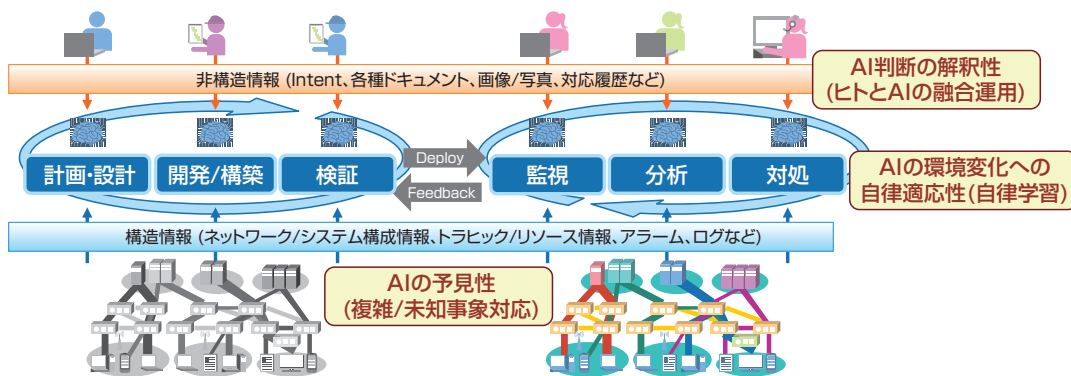 非構造情報 (Intent、各種ドキュメント、画像/写真、対応履歴など)
AI判断の解釈性
(ヒトとAIの融合運用)
計画・設計
開発/構築
検証
Deploy
Feedback
監視
分析
対処
AIの環境変化への
自律適応性(自律学習)
構造情報 (ネットワーク/システム構成情報、トラヒック/リソース情報、アラーム、ログなど)
AIの予見性
(複雑/未知事象対応)